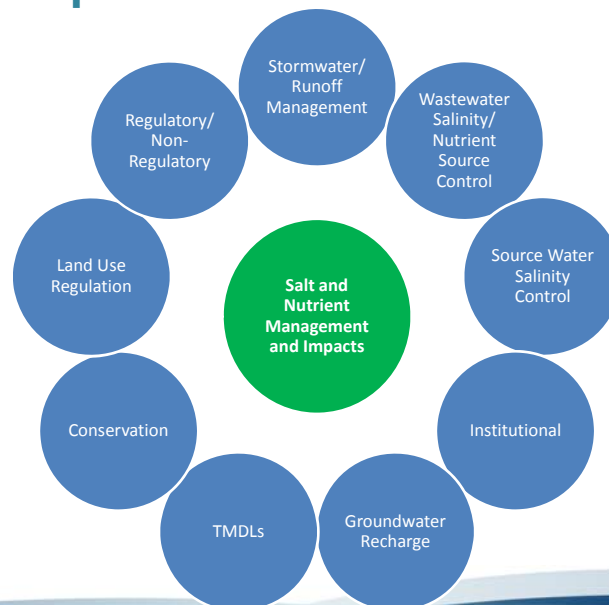 Stormwater/
Runoff
Management
Wastewater
Salinity/
Nutrient
Source
Control
Source Water
Salinity
Control
Institutional
Groundwater
Recharge
TMDLs
Conservation
Land Use
Regulation
Regulatory/
Non-
Regulatory
Salt and
Nutrient
Management
and Impacts